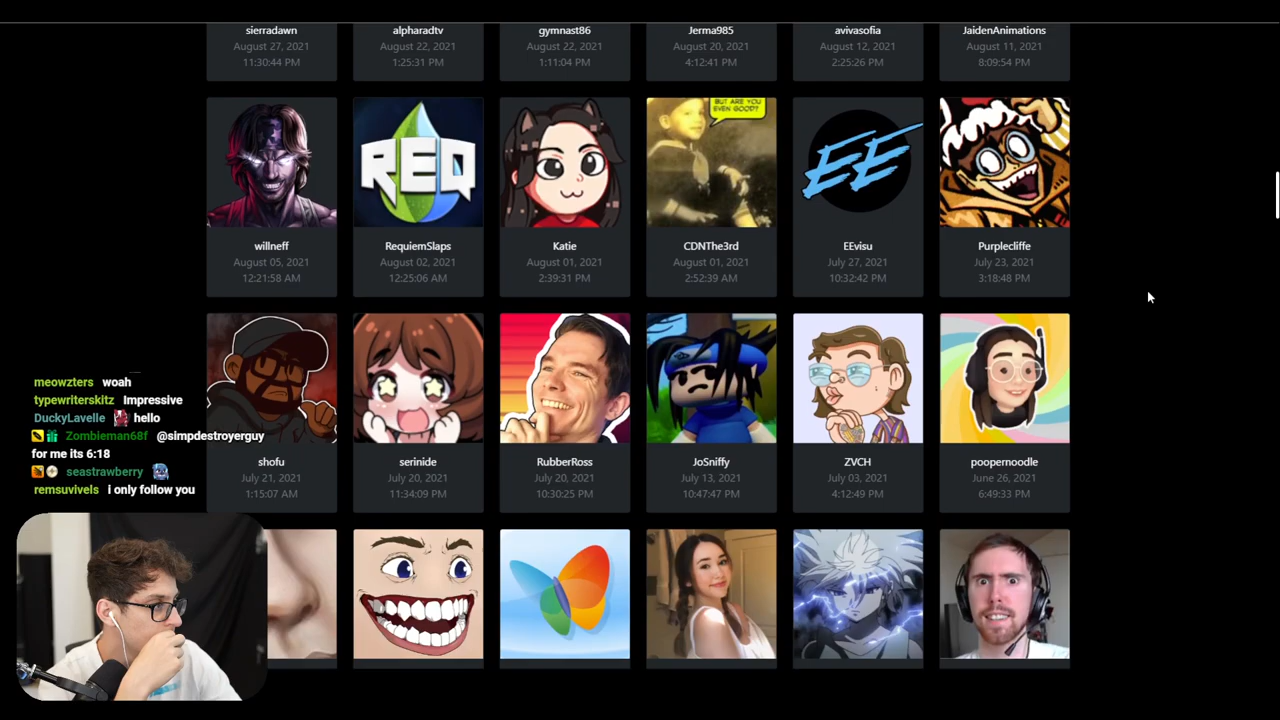 sierradawn
August 27, 2021
11:30:44 PM
alpharadtv
August 22, 2021
1:25:31 PM
gymnast86
August 22, 2021
1:11:04 PM
Jerma985
August 20, 2021
4:12:41 PM
avivasofia
August 12, 2021
2:25:26 PM
JaidenAnimations
August 11, 2021
8:09:54 PM
willneff
August 05, 2021
12:21:58 AM
REQ
RequiemSlaps
August 02, 2021
12:25:06 AM
Katie
August 01, 2021
2:39:31 PM
BUT ARE YOU
EVEN GOOD?
CDNThe3rd
August 01, 2021
2:52:39 AM
EE
EEvisu
July 27, 2021
10:32:42 PM
Purplecliffe
July 23, 2021
3:18:48 PM
shofu
July 21, 2021
1:15:07 AM
serinide
July 20, 2021
11:34:09 PM
RubberRoss
July 20, 2021
10:30:25 PM
JoSniffy
July 13, 2021
10:47:47 PM
ZVCH
July 03, 2021
4:12:49 PM
poopernoodle
June 26, 2021
6:49:33 PM
meowzters woah
typewriterskitz Impressive
DuckyLavelle hello
Zombieman68f @simpdestroyerguy
for me its 6:18
seastrawberry
remsuvivels i only follow you